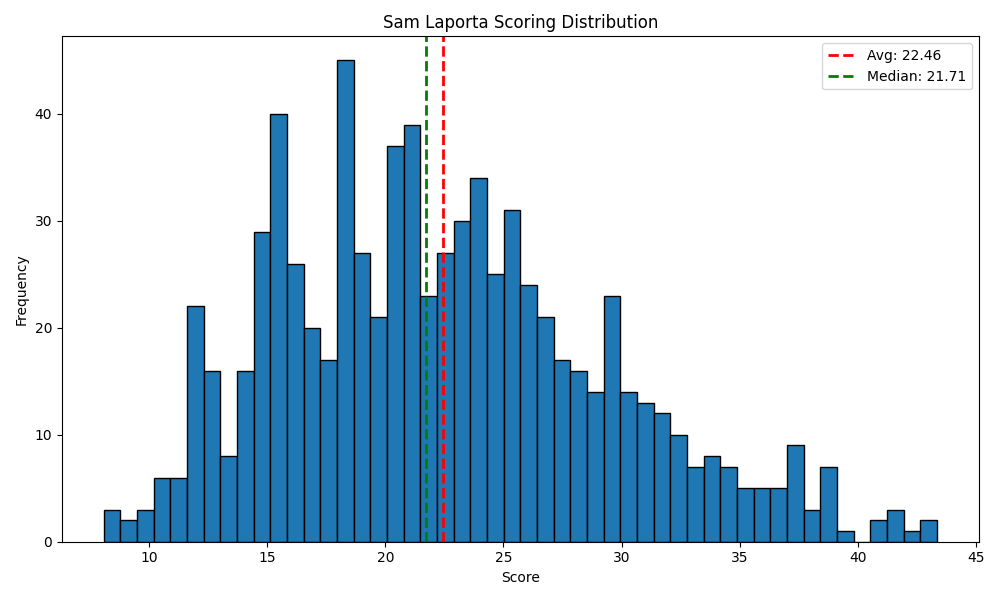 Sam Laporta Scoring Distribution
Avg: 22.46
Median: 21.71
Frequency
40
30
20
10
0
10 15 20 25 30 35 40 45
Score